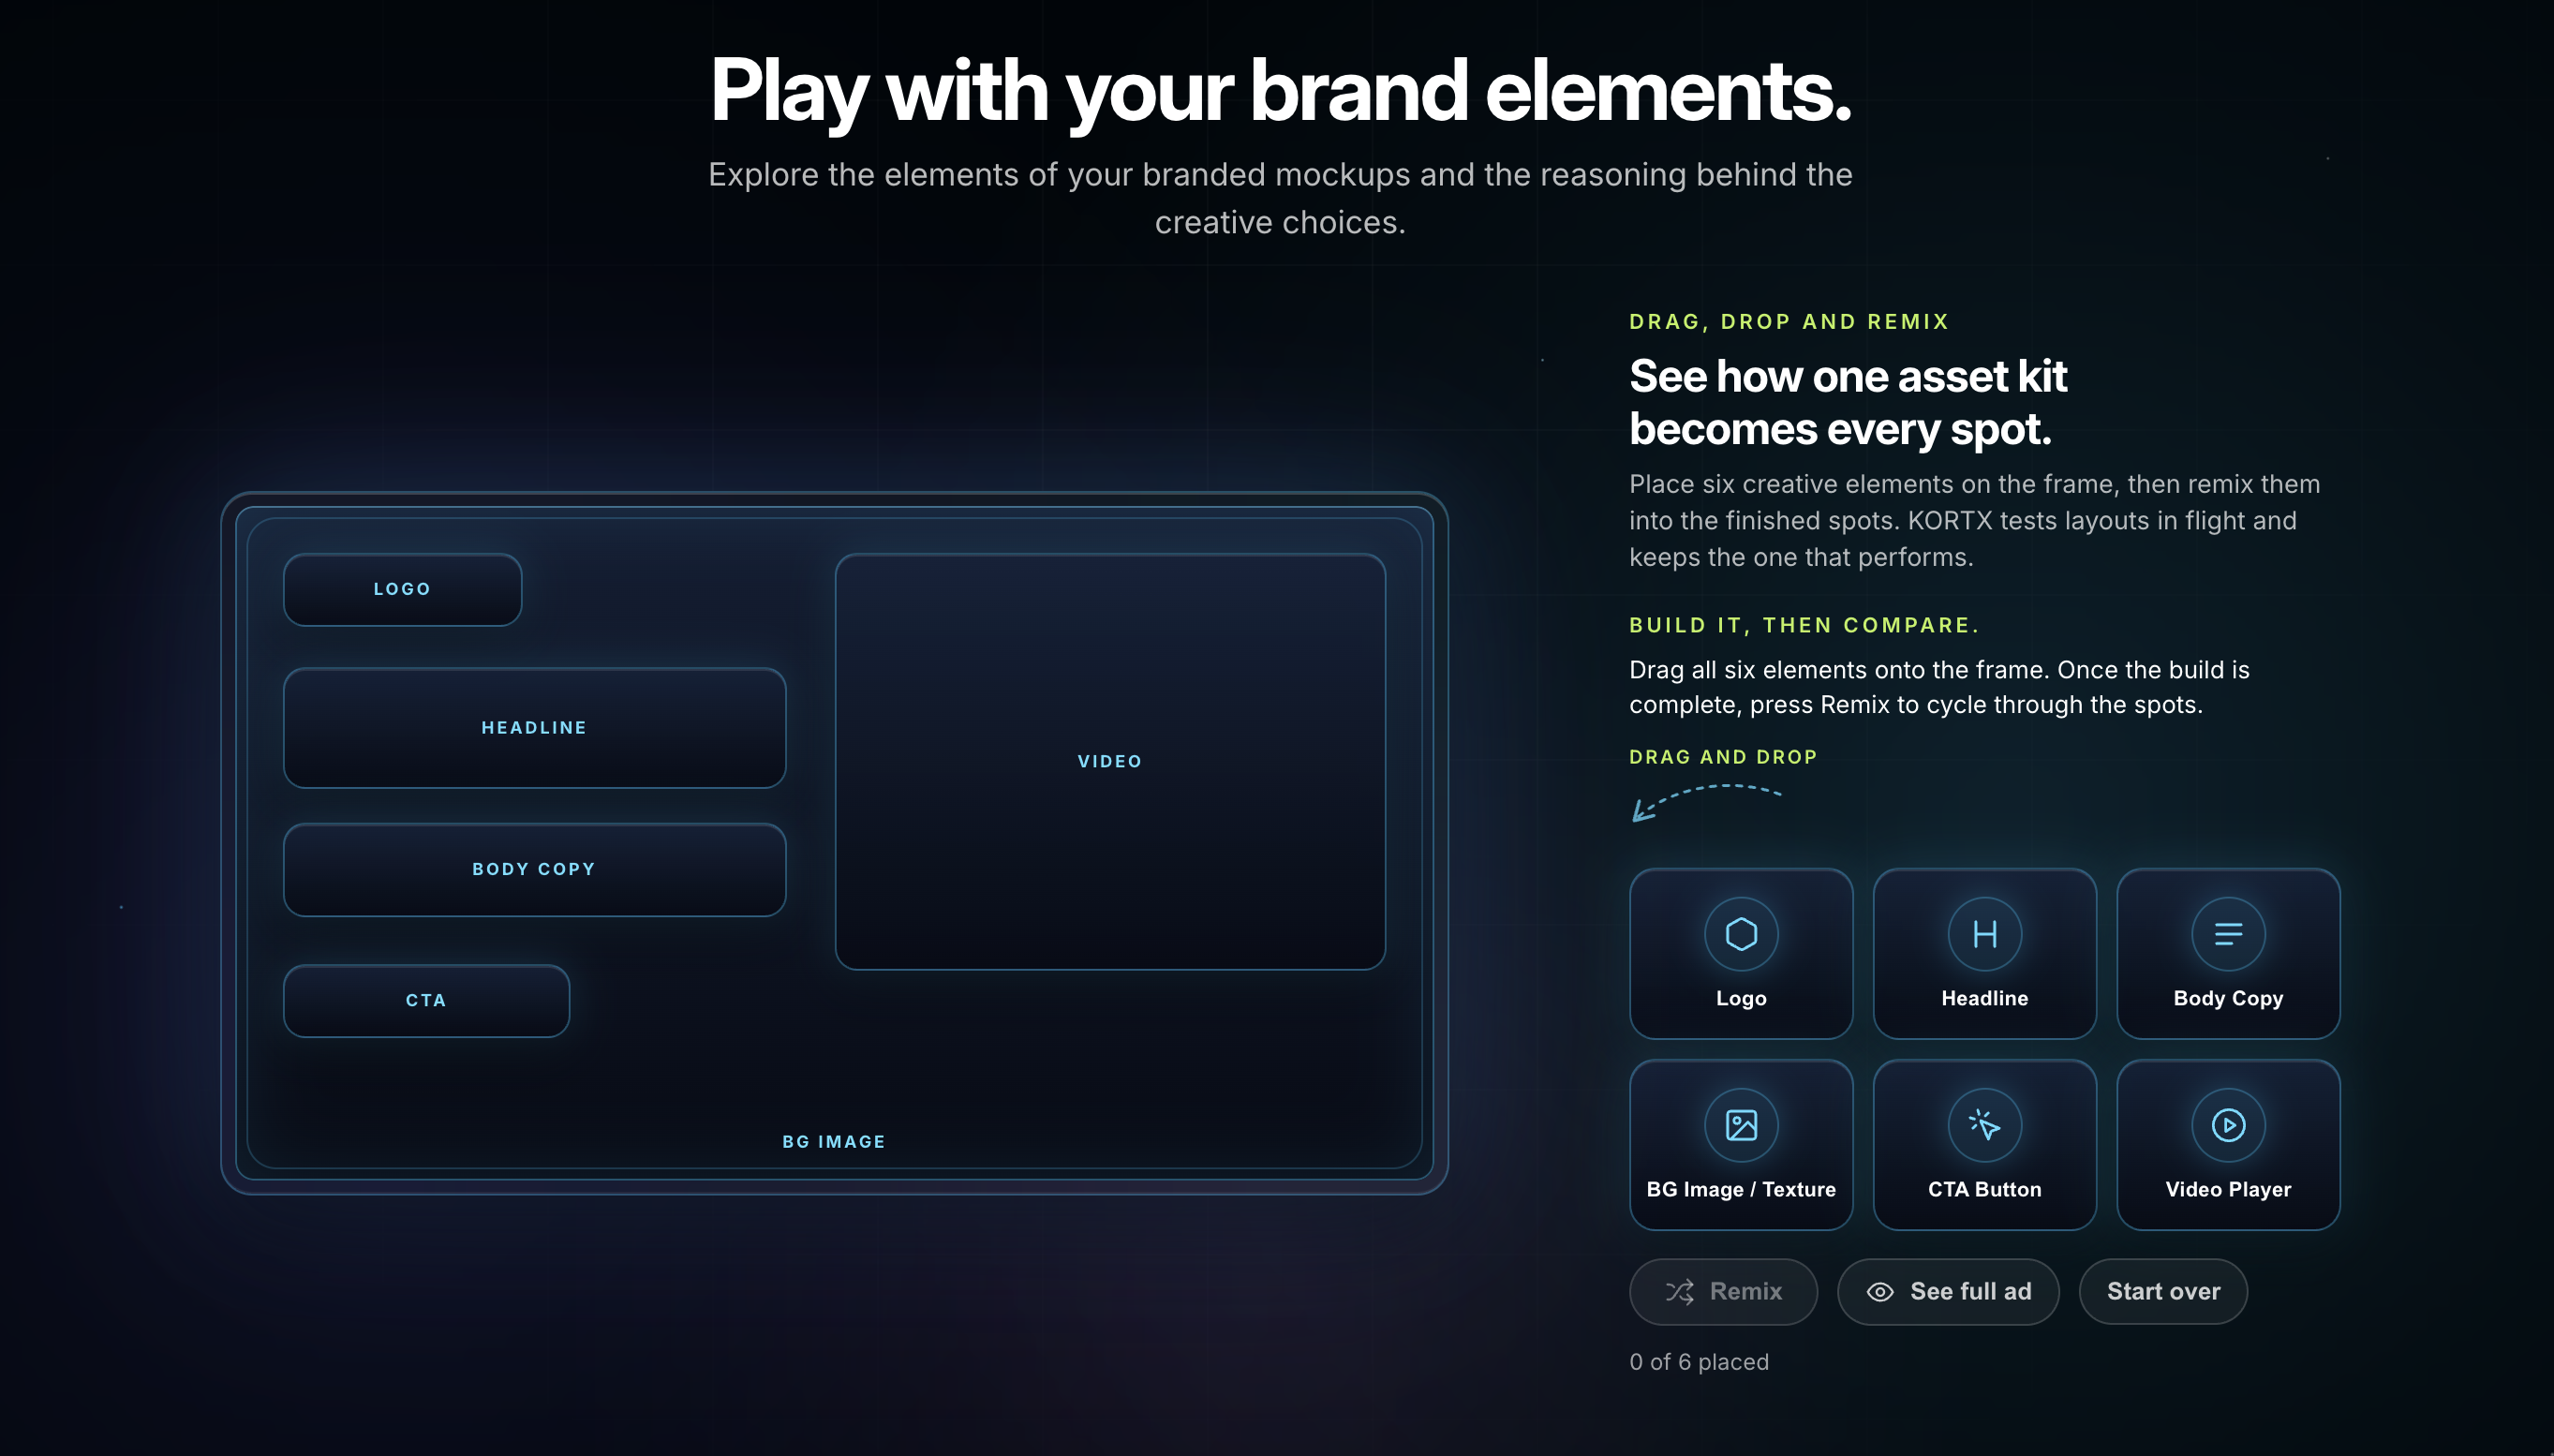 Play with your brand elements.
Explore the elements of your branded mockups and the reasoning behind the
creative choices.
LOGO
HEADLINE
BODY COPY
CTA
VIDEO
BG IMAGE
DRAG, DROP AND REMIX
See how one asset kit
becomes every spot.
Place six creative elements on the frame, then remix them
into the finished spots. KORTX tests layouts in flight and
keeps the one that performs.
BUILD IT, THEN COMPARE.
Drag all six elements onto the frame. Once the build is
complete, press Remix to cycle through the spots.
DRAG AND DROP
Logo
H
Headline
Body Copy
BG Image / Texture
CTA Button
Video Player
Remix
See full ad
Start over
0 of 6 placed